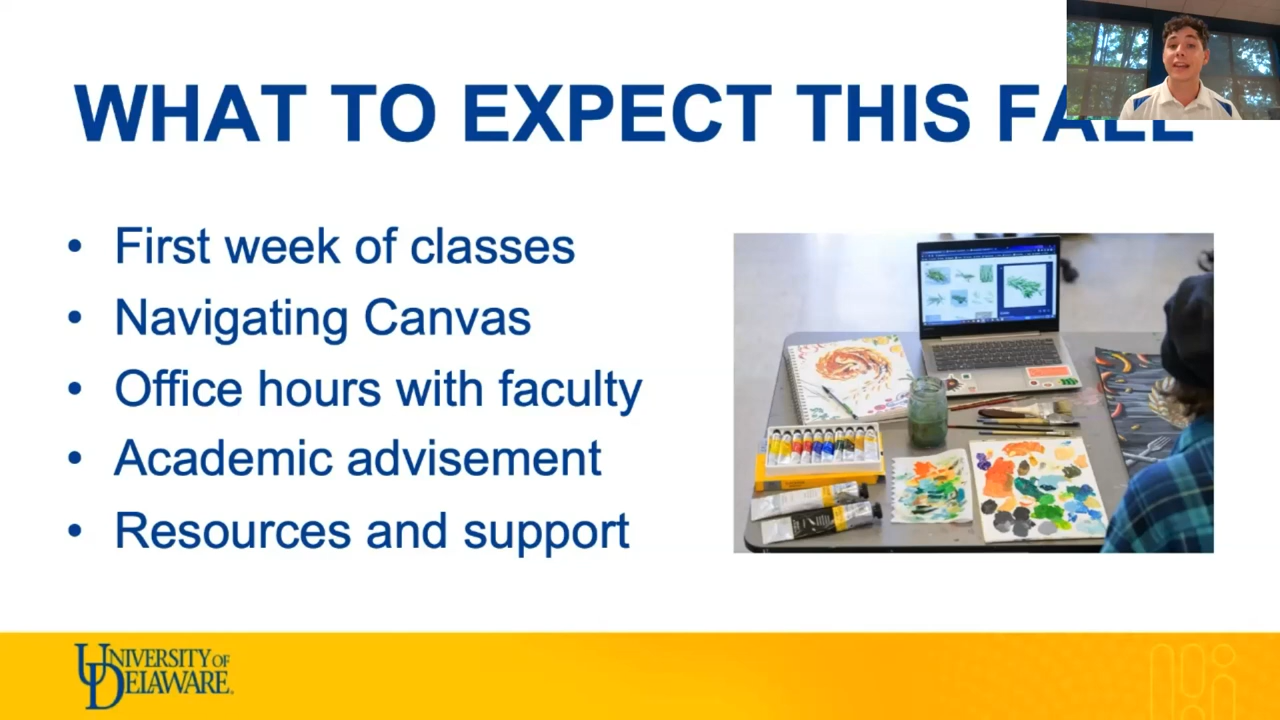 WHAT TO EXPECT THIS FALL
• First week of classes
• Navigating Canvas
• Office hours with faculty
• Academic advisement
• Resources and support
UNIVERSITY OF
DELAWARE.